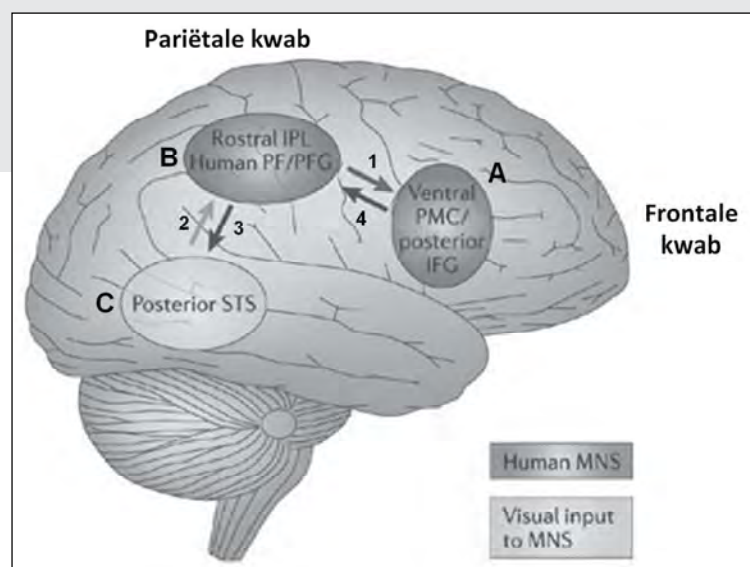 Pariëtale kwab
B
Rostral IPL
Human PF/PFG
1
A
4
Ventral
PMC/
posterior
IFG
Frontale
kwab
2
3
C
Posterior STS
Human MNS
Visual input
to MNS